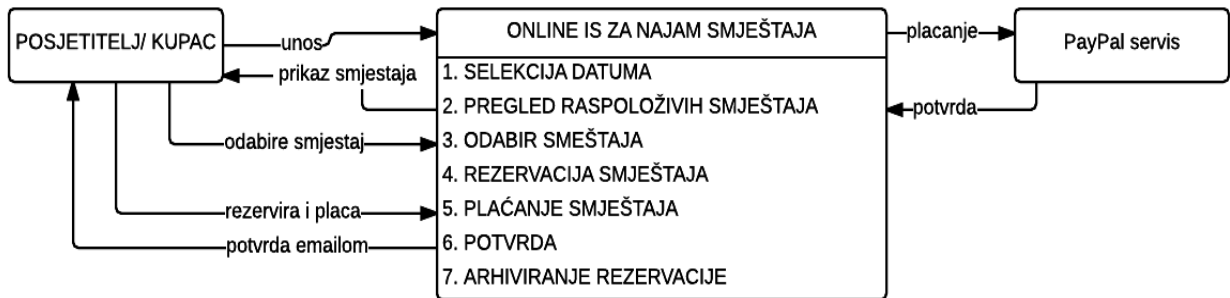 POSJETITELJ/ KUPAC
unos
prikaz smjestaja
odabire smjestaj
rezervira i placa
potvrda emailom
ONLINE IS ZA NAJAM SMJEŠTAJA
1. SELEKCIJA DATUMA
2. PREGLED RASPOLOŽIVIH SMJEŠTAJA
3. ODABIR SMEŠTAJA
4. REZERVACIJA SMJEŠTAJA
5. PLAĆANJE SMJEŠTAJA
6. POTVRDA
7. ARHIVIRANJE REZERVACIJE
placanje
potvrda
PayPal servis